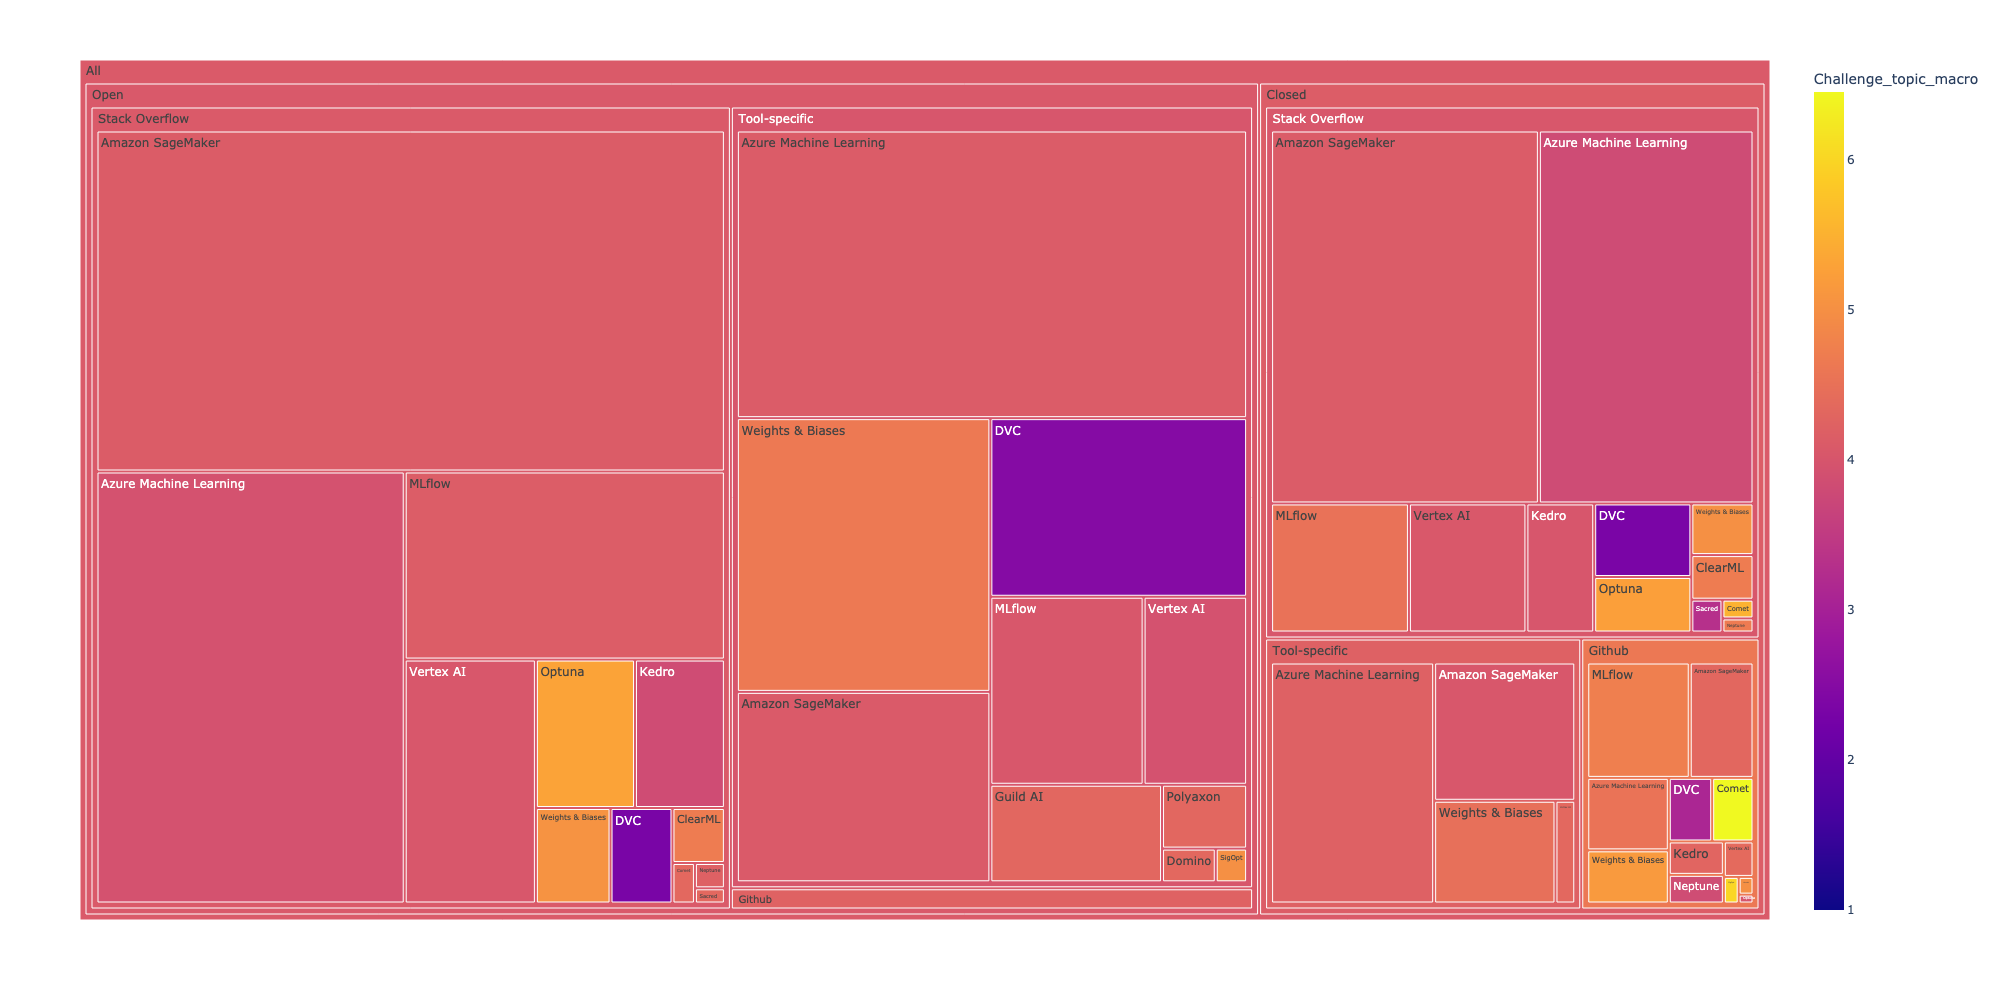 All
Open
Stack Overflow
Amazon SageMaker
Azure Machine Learning
MLflow
Vertex AI
Optuna
Kedro
Weights & Biases
DVC
ClearML
Comet
Neptune
Sacred
Tool-specific
Azure Machine Learning
Weights & Biases
DVC
Amazon SageMaker
MLflow
Vertex AI
Guild AI
Polyaxon
Domino
SigOpt
Github
Closed
Stack Overflow
Amazon SageMaker
Azure Machine Learning
MLflow
Vertex AI
Kedro
DVC
Optuna
Weights & Biases
ClearML
Sacred
Comet
Neptune
Tool-specific
Azure Machine Learning
Amazon SageMaker
Weights & Biases
Github
MLflow
Amazon SageMaker
Azure Machine Learning
Weights & Biases
DVC
Comet
Kedro
Vertex AI
Neptune
Challenge_topic_macro
6
5
4
3
2
1